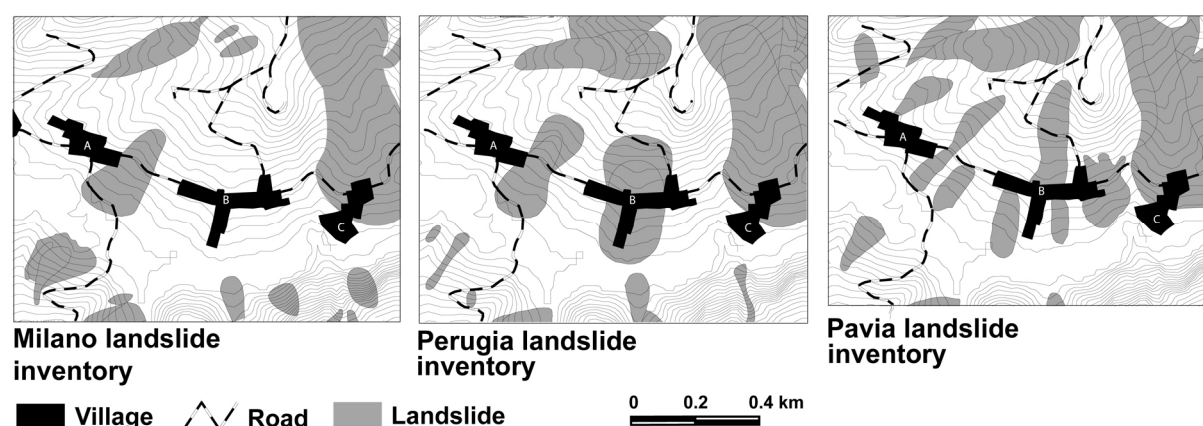 A
B
C
A
B
C
A
B
C
Milano landslide
inventory
Perugia landslide
inventory
Pavia landslide
inventory
Village
Road
Landslide
0 0.2 0.4 km